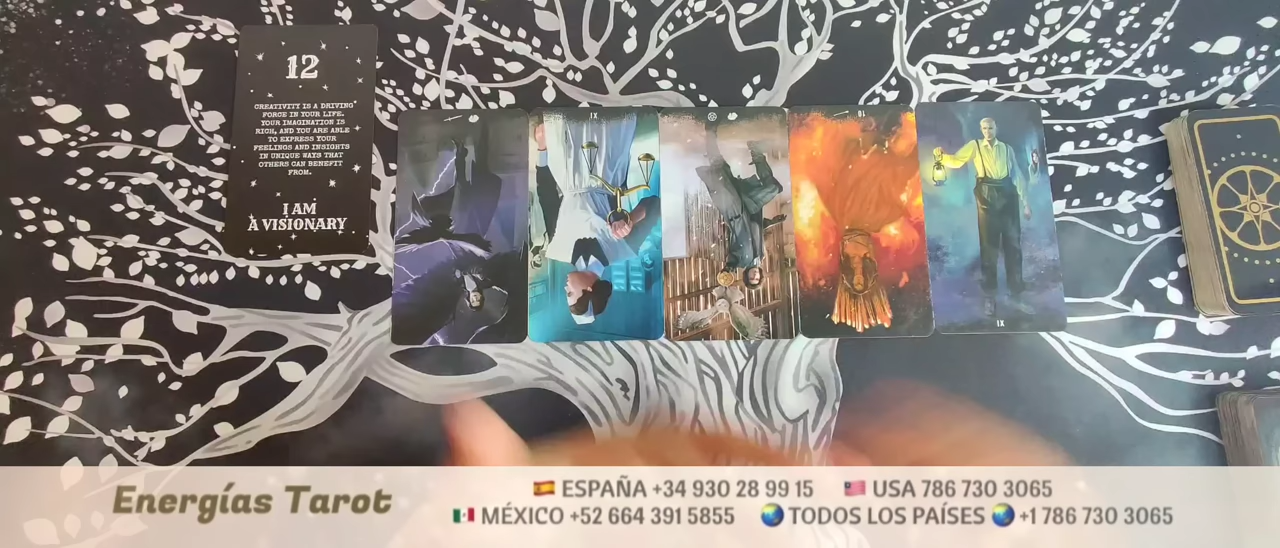 12
CREATIVITY IS A DRIVING
FORCE IN YOUR LIFE.
YOUR IMAGINATION IS
RICH, AND YOU ARE ABLE
TO EXPRESS YOUR
FEELINGS AND INSIGHTS
IN UNIQUE WAYS THAT
OTHERS CAN BENEFIT
FROM.
I AM
A VISIONARY
XI
10
IX
Energías Tarot
ESPAÑA +34 930 28 99 15 USA 786 730 3065
MÉXICO +52 664 391 5855 TODOS LOS PAÍSES +1 786 730 3065